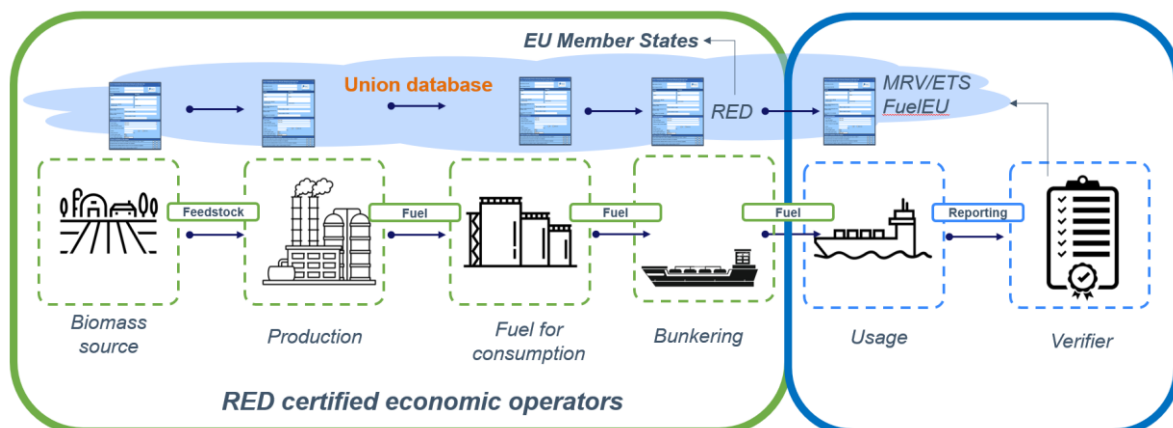 EU Member States
Union database
RED
MRV/ETS
FuelEU
Feedstock
Fuel
Fuel
Fuel
Reporting
Biomass
source
Production
Fuel for
consumption
Bunkering
Usage
Verifier
RED certified economic operators